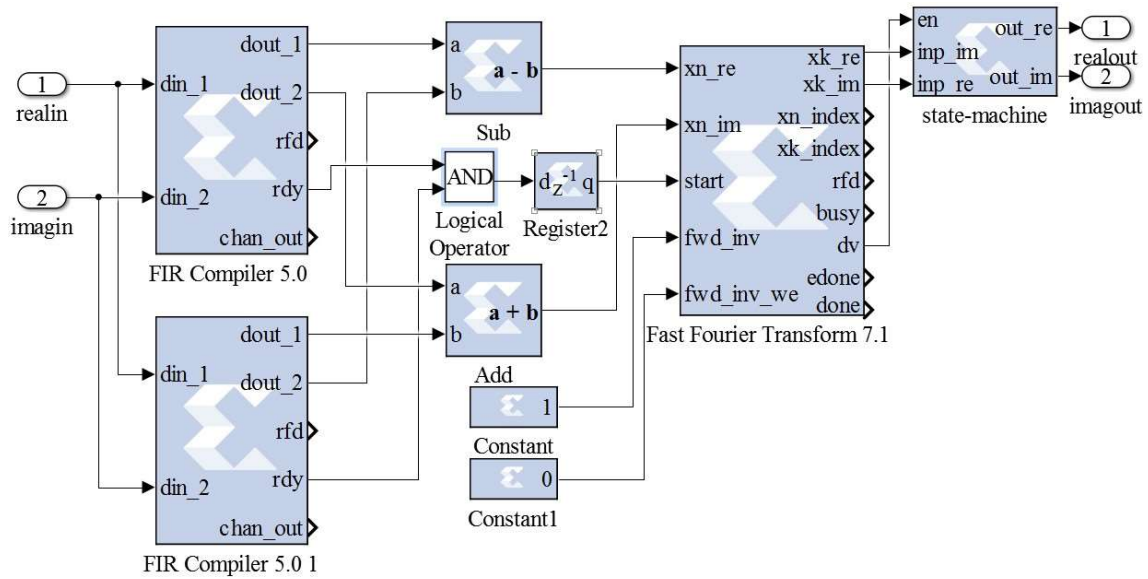 1
realin
2
imagin
din_1
din_2
dout_1
dout_2
rfd
rdy
chan_out
FIR Compiler 5.0
din_1
din_2
dout_1
dout_2
rfd
rdy
chan_out
FIR Compiler 5.0 1
a
b
a - b
Sub
AND
Logical
Operator
d z-1 q
Register2
a
b
a + b
Add
1
Constant
0
Constant1
xn_re
xn_im
start
fwd_inv
fwd_inv_we
xk_re
xk_im
xn_index
xk_index
rfd
busy
dv
edone
done
Fast Fourier Transform 7.1
en
inp_im
inp_re
out_re
out_im
state-machine
1
realout
2
imagout